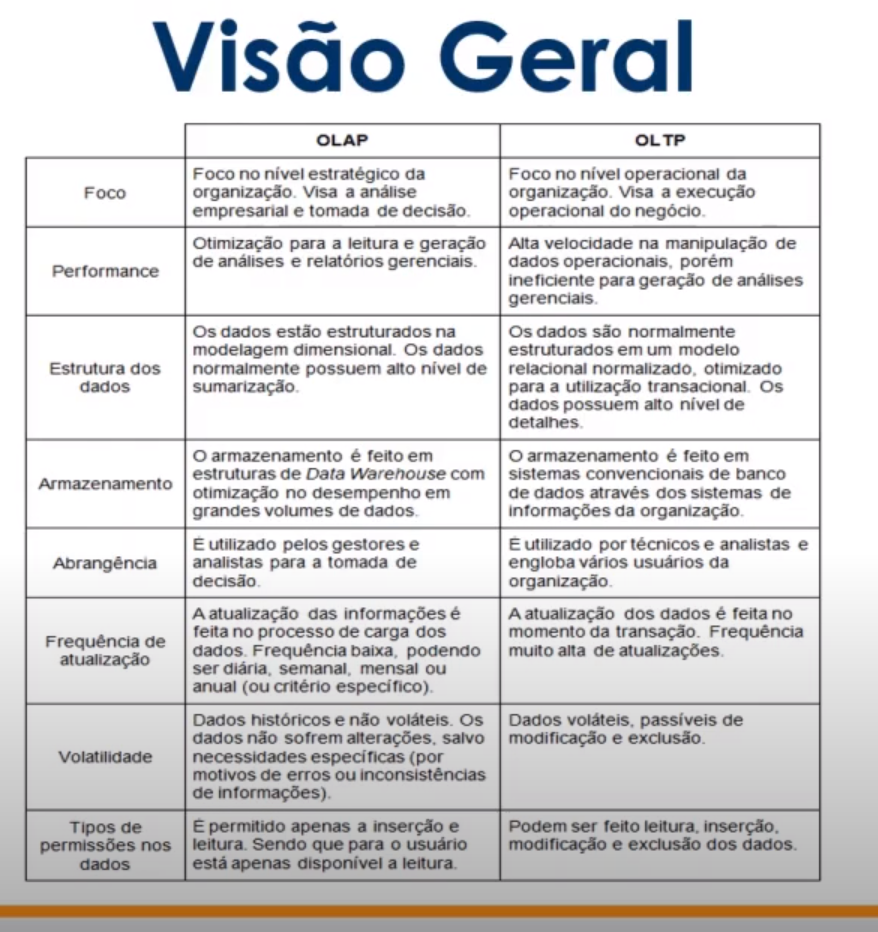 Visão Geral
OLAP
OLTP
Foco
Foco no nível estratégico da
organização. Visa a análise
empresarial e tomada de decisão.
Foco no nível operacional da
organização. Visa a execução
operacional do negócio.
Performance
Otimização para a leitura e geração
de análises e relatórios gerenciais.
Alta velocidade na manipulação de
dados operacionais, porém
ineficiente para geração de análises
gerenciais.
Estrutura dos
dados
Os dados estão estruturados na
modelagem dimensional. Os dados
normalmente possuem alto nível de
sumarização.
Os dados são normalmente
estruturados em um modelo
relacional normalizado, otimizado
para a utilização transacional. Os
dados possuem alto nível de
detalhes.
Armazenamento
O armazenamento é feito em
estruturas de Data Warehouse com
otimização no desempenho em
grandes volumes de dados.
O armazenamento é feito em
sistemas convencionais de banco
de dados através dos sistemas de
informações da organização.
Abrangência
É utilizado pelos gestores e
analistas para a tomada de
decisão.
É utilizado por técnicos e analistas e
engloba vários usuários da
organização.
Frequência de
atualização
A atualização das informações é
feita no processo de carga dos
dados. Frequência baixa, podendo
ser diária, semanal, mensal ou
anual (ou critério específico).
A atualização dos dados é feita no
momento da transação. Frequência
muito alta de atualizações.
Volatilidade
Dados históricos e não voláteis. Os
dados não sofrem alterações, salvo
necessidades específicas (por
motivos de erros ou inconsistências
de informações).
Dados voláteis, passíveis de
modificação e exclusão.
Tipos de
permissões nos
dados
É permitido apenas a inserção e
leitura. Sendo que para o usuário
está apenas disponível a leitura.
Podem ser feito leitura, inserção,
modificação e exclusão dos dados.